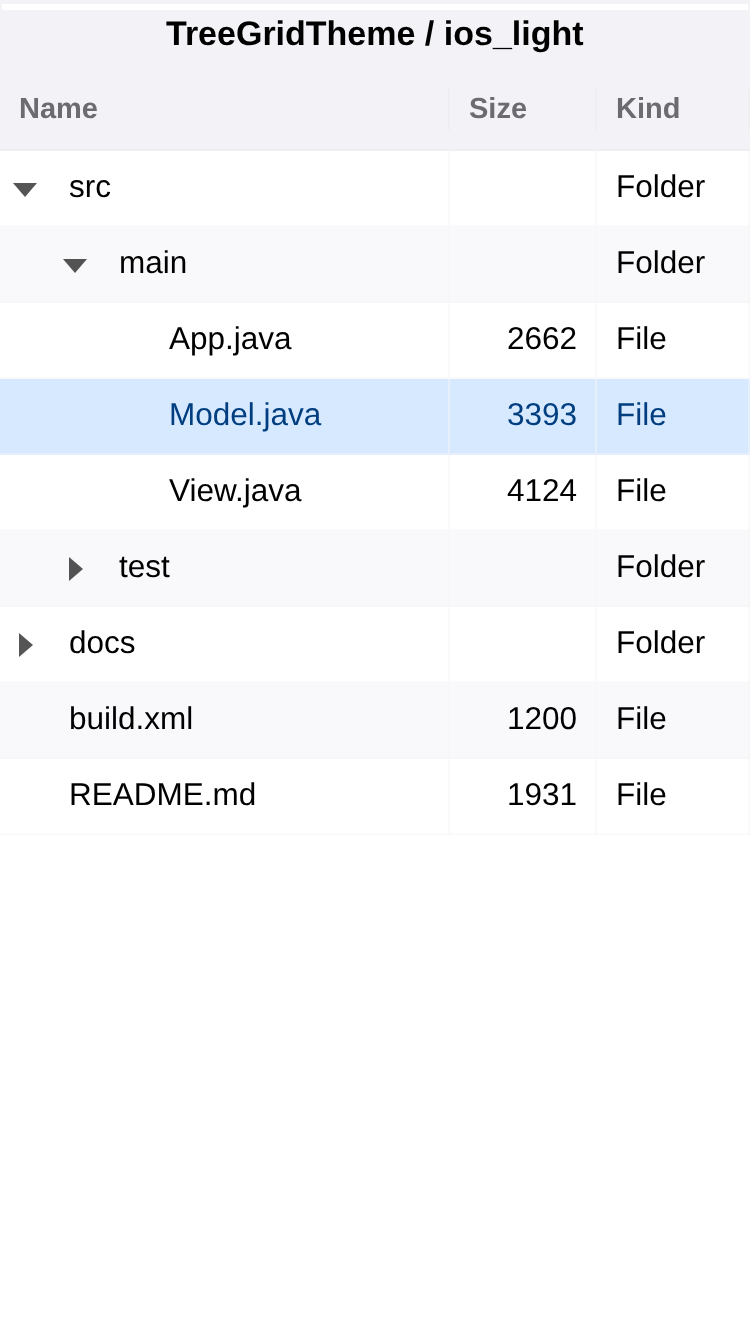 TreeGridTheme / ios_light
Name Size Kind
src Folder
main Folder
App.java 2662 File
Model.java 3393 File
View.java 4124 File
test Folder
docs Folder
build.xml 1200 File
README.md 1931 File